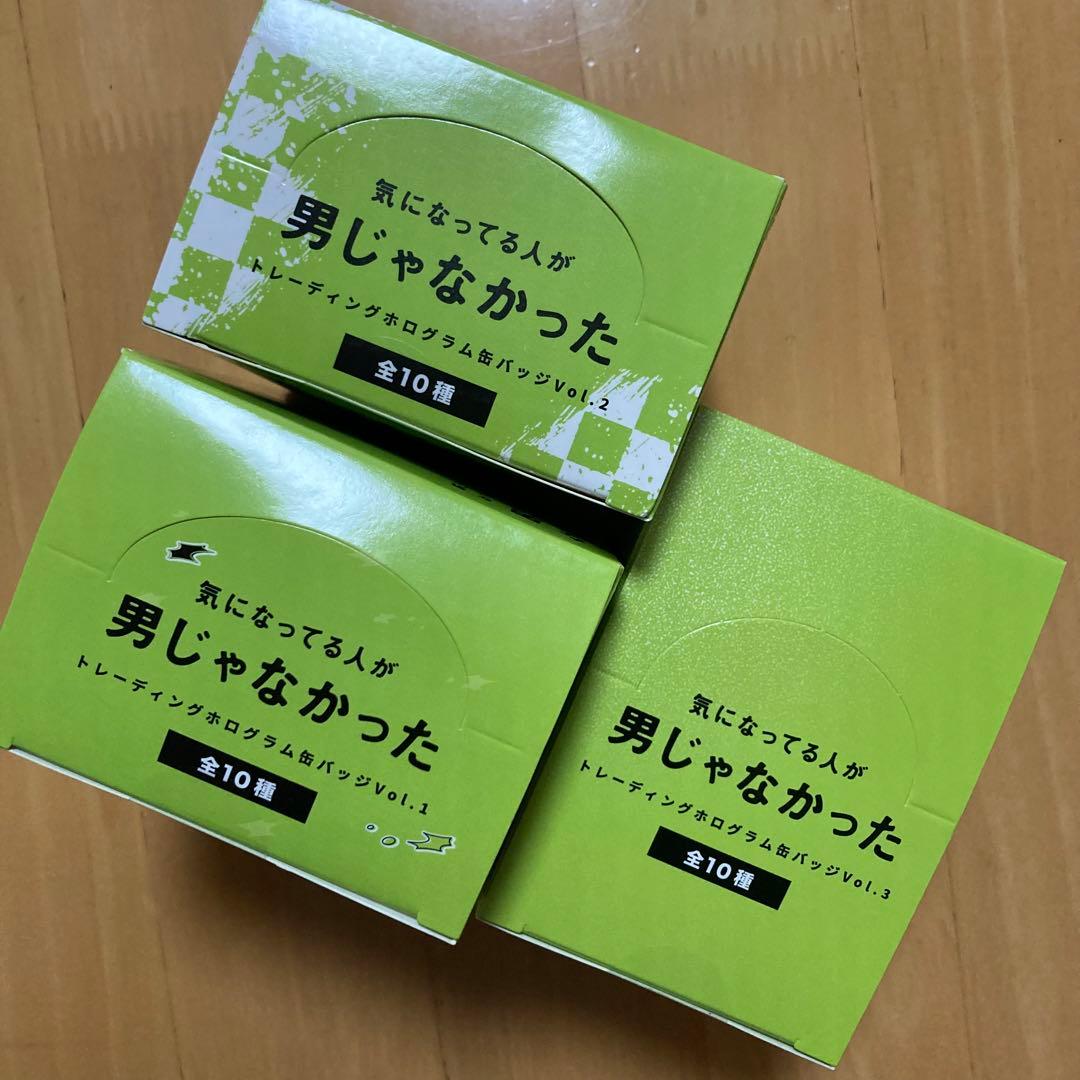 気になってる人が
男じゃなかった
トレーディングホログラム缶バッジVol.2
全10種
気になってる人が
男じゃなかった
トレーディングホログラム缶バッジVol.1
全10種
気になってる人が
男じゃなかった
トレーディングホログラム缶バッジVol.3
全10種